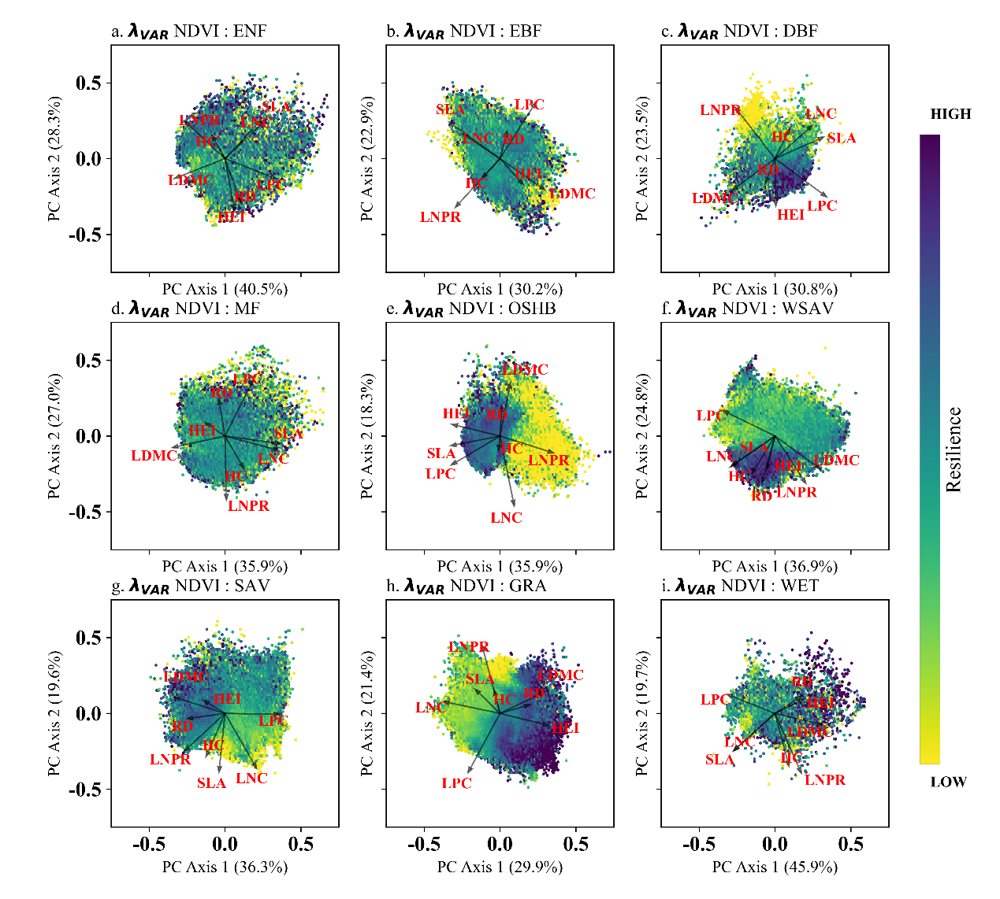 a. λVAR NDVI : ENF
b. λVAR NDVI : EBF
c. λVAR NDVI : DBF
PC Axis 2 (28.3%)
0.5
0.0
-0.5
SLA
LNPR
LNC
HC
LDMC
LPC
RD
HEI
PC Axis 1 (40.5%)
PC Axis 2 (22.9%)
SLA
LPC
LNC
RD
HEI
HC
LDMC
LNPR
PC Axis 1 (30.2%)
PC Axis 2 (23.5%)
LNPR
LNC
HC
SLA
RD
LDMC
LPC
HEI
PC Axis 1 (30.8%)
d. λVAR NDVI : MF
e. λVAR NDVI : OSHB
f. λVAR NDVI : WSAV
PC Axis 2 (27.0%)
0.5
0.0
-0.5
LPC
RD
HEI
SLA
LDMC
LNC
HC
LNPR
PC Axis 1 (35.9%)
PC Axis 2 (18.3%)
LDMC
HEI
RD
SLA
HC
LNPR
LPC
LNC
PC Axis 1 (35.9%)
PC Axis 2 (24.8%)
LPC
SLA
LNC
LDMC
HEI
HC
RD
LNPR
PC Axis 1 (36.9%)
g. λVAR NDVI : SAV
h. λVAR NDVI : GRA
i. λVAR NDVI : WET
PC Axis 2 (19.6%)
0.5
0.0
-0.5
LDMC
HEI
LPC
RD
HC
LNPR
SLA
LNC
-0.5
0.0
0.5
PC Axis 1 (36.3%)
PC Axis 2 (21.4%)
LNPR
SLA
LDMC
HC
RD
LNC
HEI
LPC
-0.5
0.0
0.5
PC Axis 1 (29.9%)
PC Axis 2 (19.7%)
RD
LPC
HEI
LDMC
LNC
SLA
HC
LNPR
-0.5
0.0
0.5
PC Axis 1 (45.9%)
HIGH
Resilience
LOW